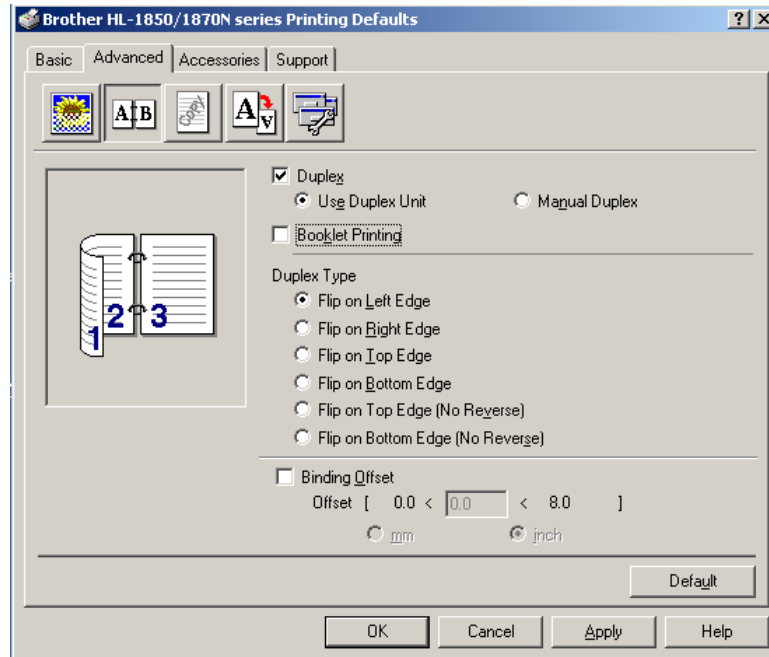 Brother HL-1850/1870N series Printing Defaults
Basic Advanced Accessories Support
A B Copy A A
Duplex
Use Duplex Unit Manual Duplex
Booklet Printing
1 2 3
Duplex Type
Flip on Left Edge
Flip on Right Edge
Flip on Top Edge
Flip on Bottom Edge
Flip on Top Edge (No Reverse)
Flip on Bottom Edge (No Reverse)
Binding Offset
Offset [ 0.0 < 0.0 < 8.0 ]
mm inch
Default
OK Cancel Apply Help